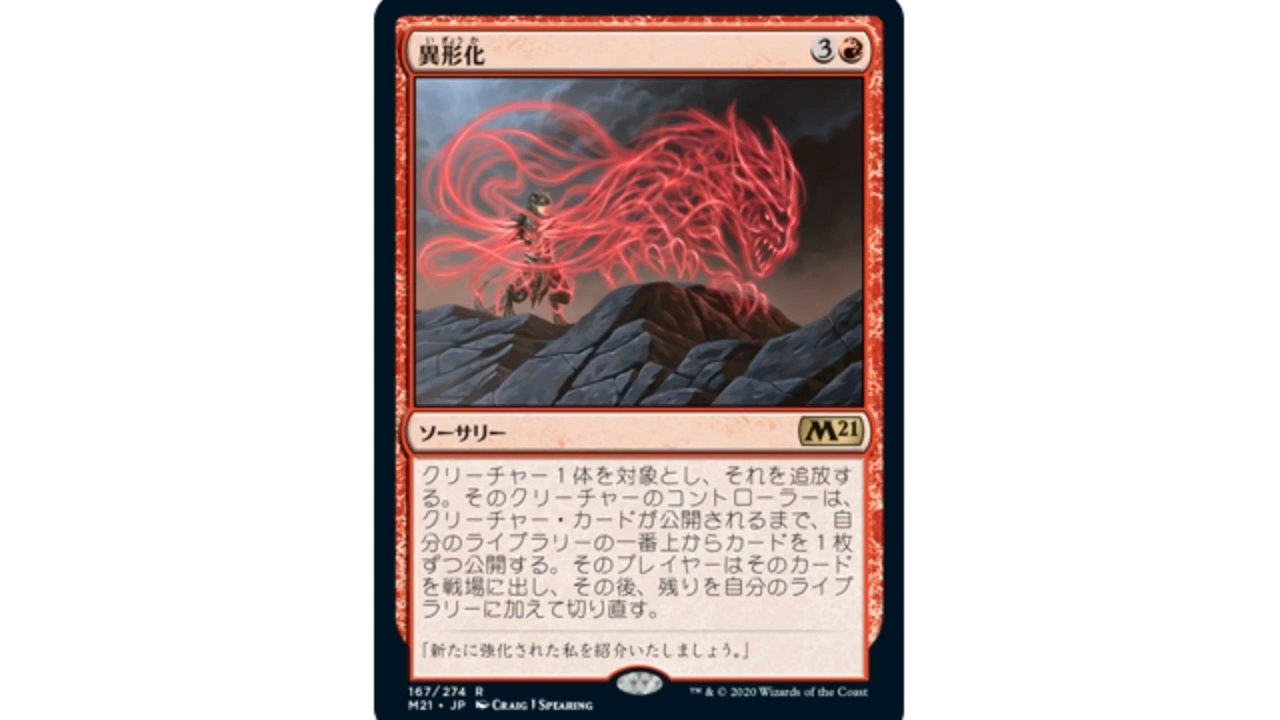 いぎょうか
異形化 3
ソーサリー M21
クリーチャー１体を対象とし、それを追放す
る。そのクリーチャーのコントローラーは、
クリーチャー・カードが公開されるまで、自
分のライブラリーの一番上からカードを１枚
ずつ公開する。そのプレイヤーはそのカード
を戦場に出し、その後、残りを自分のライブ
ラリーに加えて切り直す。
「新たに強化された私を紹介いたしましょう。」
167/274 R
M21 • JP CRAIG J SPEARING
™ & © 2020 Wizards of the Coast